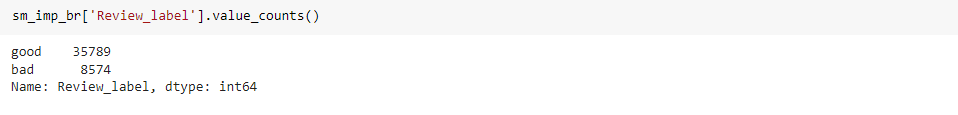 sm_imp_br['Review_label'].value_counts()
good    35789
bad      8574
Name: Review_label, dtype: int64